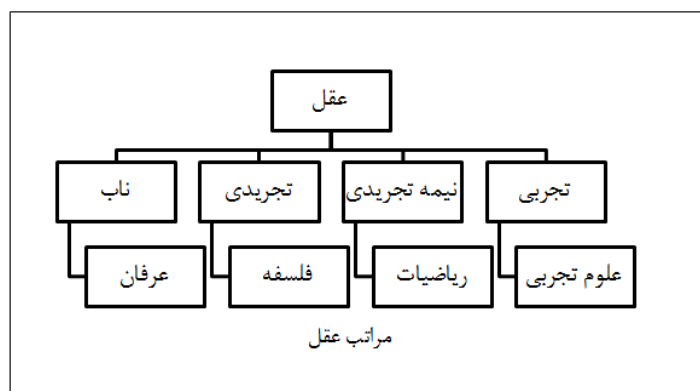 عقل
تجربی
نیمه تجریدی
تجریدی
ناب
علوم تجربی
ریاضیات
فلسفه
عرفان
مراتب عقل